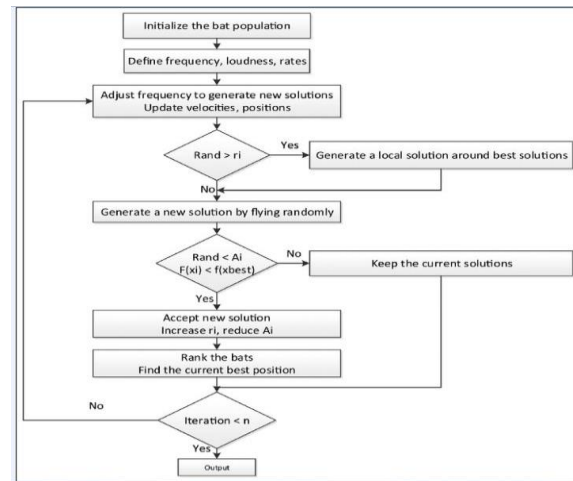 Initialize the bat population
Define frequency, loudness, rates
Adjust frequency to generate new solutions
Update velocities, positions
Rand > ri
Yes
Generate a local solution around best solutions
No
Generate a new solution by flying randomly
Rand < Ai
F(xi) < f(xbest)
No
Keep the current solutions
Yes
Accept new solution
Increase ri, reduce Ai
Rank the bats
Find the current best position
No
Iteration < n
Yes
Output